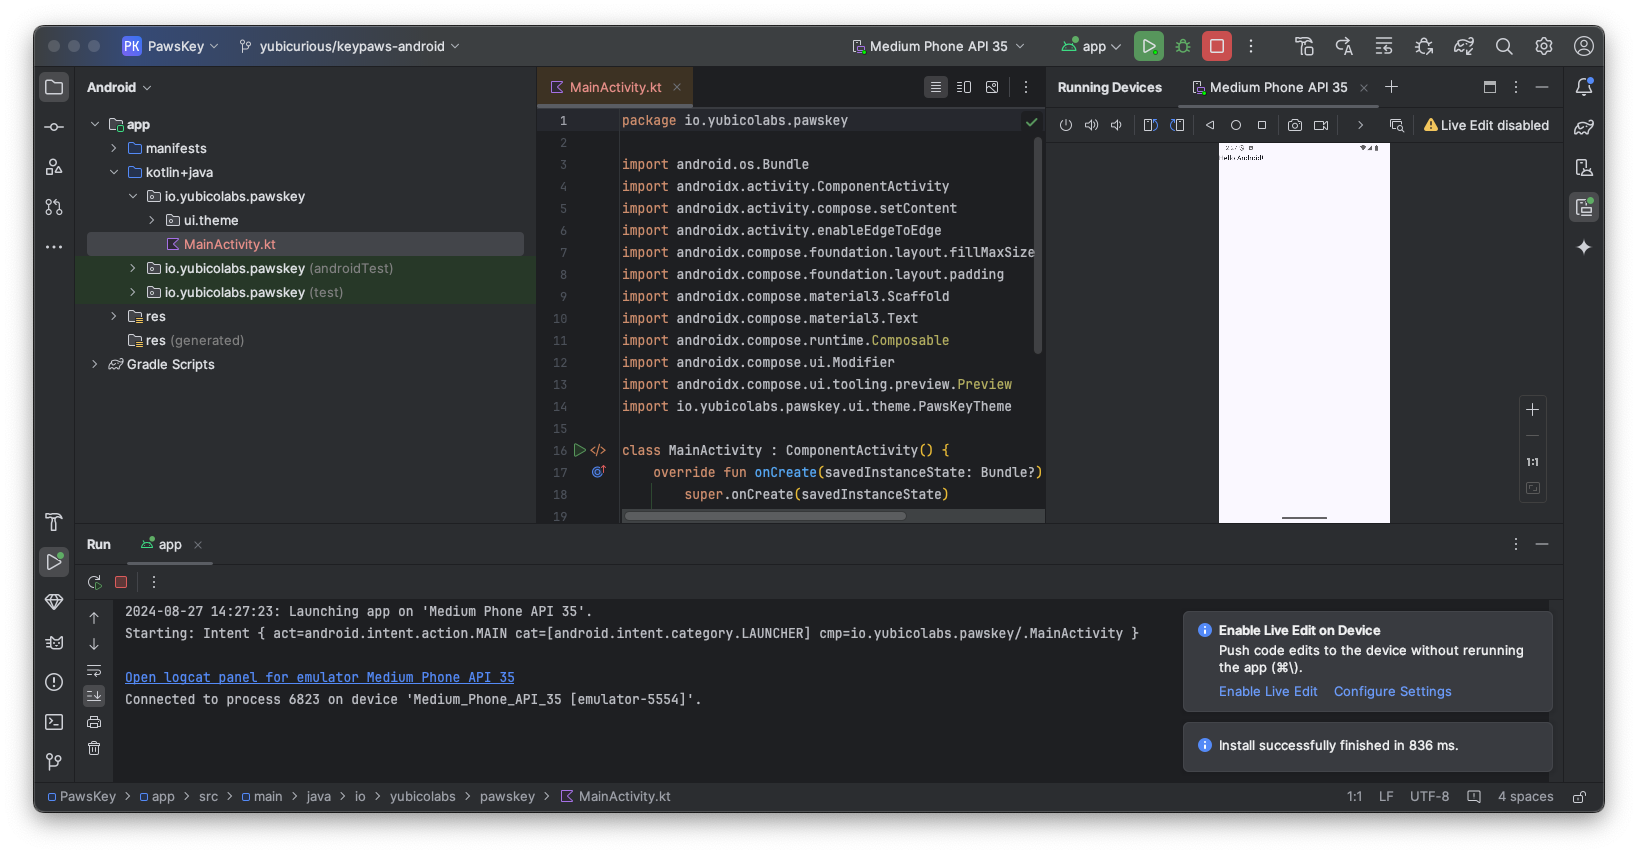 PK PawsKey
yubicurious/keypaws-android
Medium Phone API 35
app
Android
MainActivity.kt
Running Devices
Medium Phone API 35
app
manifests
kotlin+java
io.yubicolabs.pawskey
ui.theme
MainActivity.kt
io.yubicolabs.pawskey (androidTest)
io.yubicolabs.pawskey (test)
res
res (generated)
Gradle Scripts
1 package io.yubicolabs.pawskey
2
3 import android.os.Bundle
4 import androidx.activity.ComponentActivity
5 import androidx.activity.compose.setContent
6 import androidx.activity.enableEdgeToEdge
7 import androidx.compose.foundation.layout.fillMaxSize
8 import androidx.compose.foundation.layout.padding
9 import androidx.compose.material3.Scaffold
10 import androidx.compose.material3.Text
11 import androidx.compose.runtime.Composable
12 import androidx.compose.ui.Modifier
13 import androidx.compose.ui.tooling.preview.Preview
14 import io.yubicolabs.pawskey.ui.theme.PawsKeyTheme
15
16 class MainActivity : ComponentActivity() {
17 override fun onCreate(savedInstanceState: Bundle?)
18 super.onCreate(savedInstanceState)
19
Live Edit disabled
Hello Android!
1:1
Run
app
2024-08-27 14:27:23: Launching app on 'Medium Phone API 35'.
Starting: Intent { act=android.intent.action.MAIN cat=[android.intent.category.LAUNCHER] cmp=io.yubicolabs.pawskey/.MainActivity }
Open logcat panel for emulator Medium Phone API 35
Connected to process 6823 on device 'Medium_Phone_API_35 [emulator-5554]'.
Enable Live Edit on Device
Push code edits to the device without rerunning
the app (⌘\).
Enable Live Edit Configure Settings
Install successfully finished in 836 ms.
PawsKey > app > src > main > java > io > yubicolabs > pawskey > MainActivity.kt
1:1 LF UTF-8 4 spaces